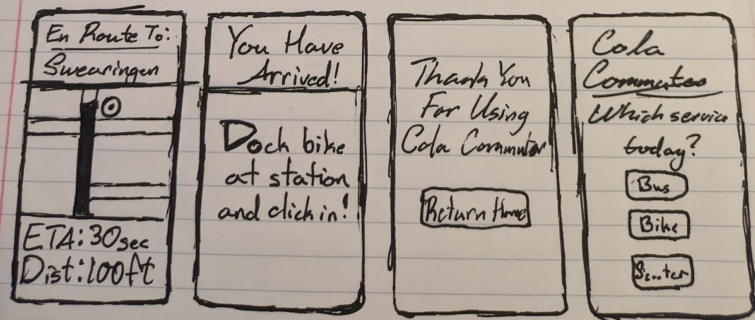 En Route To:
Swearingen
ETA: 30sec
Dist: 100ft
You Have
Arrived!
Dock bike
at station
and click in!
Thank You
For Using
Cola Commuter
Return Home
Cola
Commuter
Which service
today?
Bus
Bike
Scooter